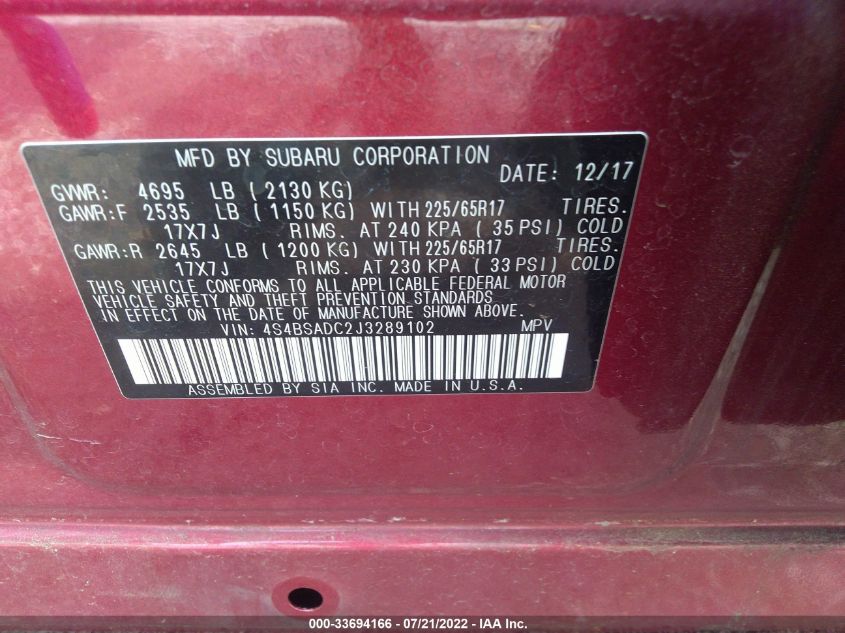 MFD BY SUBARU CORPORATION DATE: 12/17
GVWR: 4695 LB ( 2130 KG)
GAWR:F 2535 LB ( 1150 KG) WITH 225/65R17 TIRES.
17X7J RIMS. AT 240 KPA ( 35 PSI) COLD
GAWR:R 2645 LB ( 1200 KG) WITH 225/65R17 TIRES.
17X7J RIMS. AT 230 KPA ( 33 PSI) COLD
THIS VEHICLE CONFORMS TO ALL APPLICABLE FEDERAL MOTOR
VEHICLE SAFETY AND THEFT PREVENTION STANDARDS
IN EFFECT ON THE DATE OF MANUFACTURE SHOWN ABOVE.
VIN: 4S4BSADC2J3289102 MPV
ASSEMBLED BY SIA INC. MADE IN U.S.A.
000-33694166 - 07/21/2022 - IAA Inc.